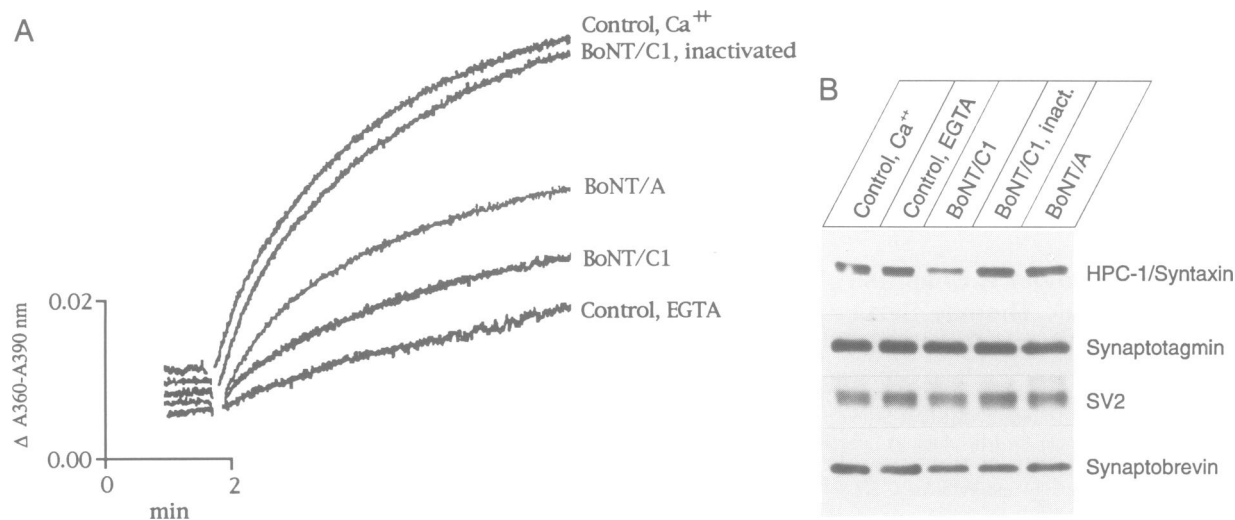 A
Control, Ca++
BoNT/C1, inactivated
BoNT/A
BoNT/C1
Control, EGTA
0.02
0.00
Δ A360-A390 nm
0
2
min
B
Control, Ca++
Control, EGTA
BoNT/C1
BoNT/C1, inact.
BoNT/A
HPC-1/Syntaxin
Synaptotagmin
SV2
Synaptobrevin